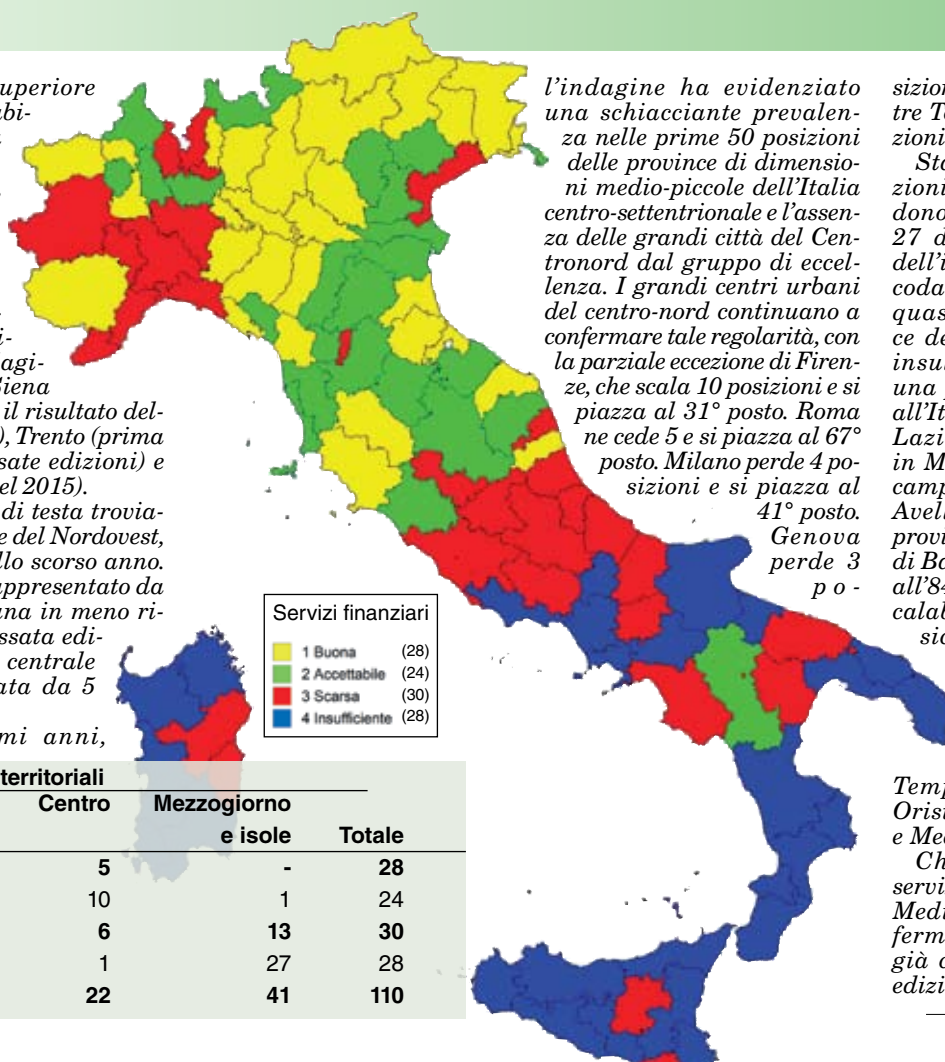 uperiore
abi-
i-
agi-
Siena
il risultato del-
), Trento (prima
sate edizioni) e
el 2015).
di testa trovia-
e del Nordovest,
llo scorso anno.
appresentato da
ana in meno ri-
ssata edi-
centrale
ata da 5
mi anni,
l'indagine ha evidenziato
una schiacciante prevalen-
za nelle prime 50 posizioni
delle province di dimensio-
ni medio-piccole dell'Italia
centro-settentrionale e l'assen-
za delle grandi città del Cen-
tronord dal gruppo di eccel-
lenza. I grandi centri urbani
del centro-nord continuano a
confermare tale regolarità, con
la parziale eccezione di Firen-
ze, che scala 10 posizioni e si
piazza al 31° posto. Roma
ne cede 5 e si piazza al 67°
posto. Milano perde 4 po-
sizioni e si piazza al
41° posto.
Genova
perde 3
po-
sizion
tre To
zioni
Sta
zioni
dono
27 d
dell'i
coda
quas
ce de
insul
una p
all'It
Lazi
in M
camp
Avell
provi
di Ba
all'84
calab
sic
Temp
Oris
e Med
Ch
servi
Medi
ferm
già c
edizi
Servizi finanziari
1 Buona (28)
2 Accettabile (24)
3 Scarsa (30)
4 Insufficiente (28)
territoriali
Centro Mezzogiorno
e isole Totale
5 - 28
10 1 24
6 13 30
1 27 28
22 41 110